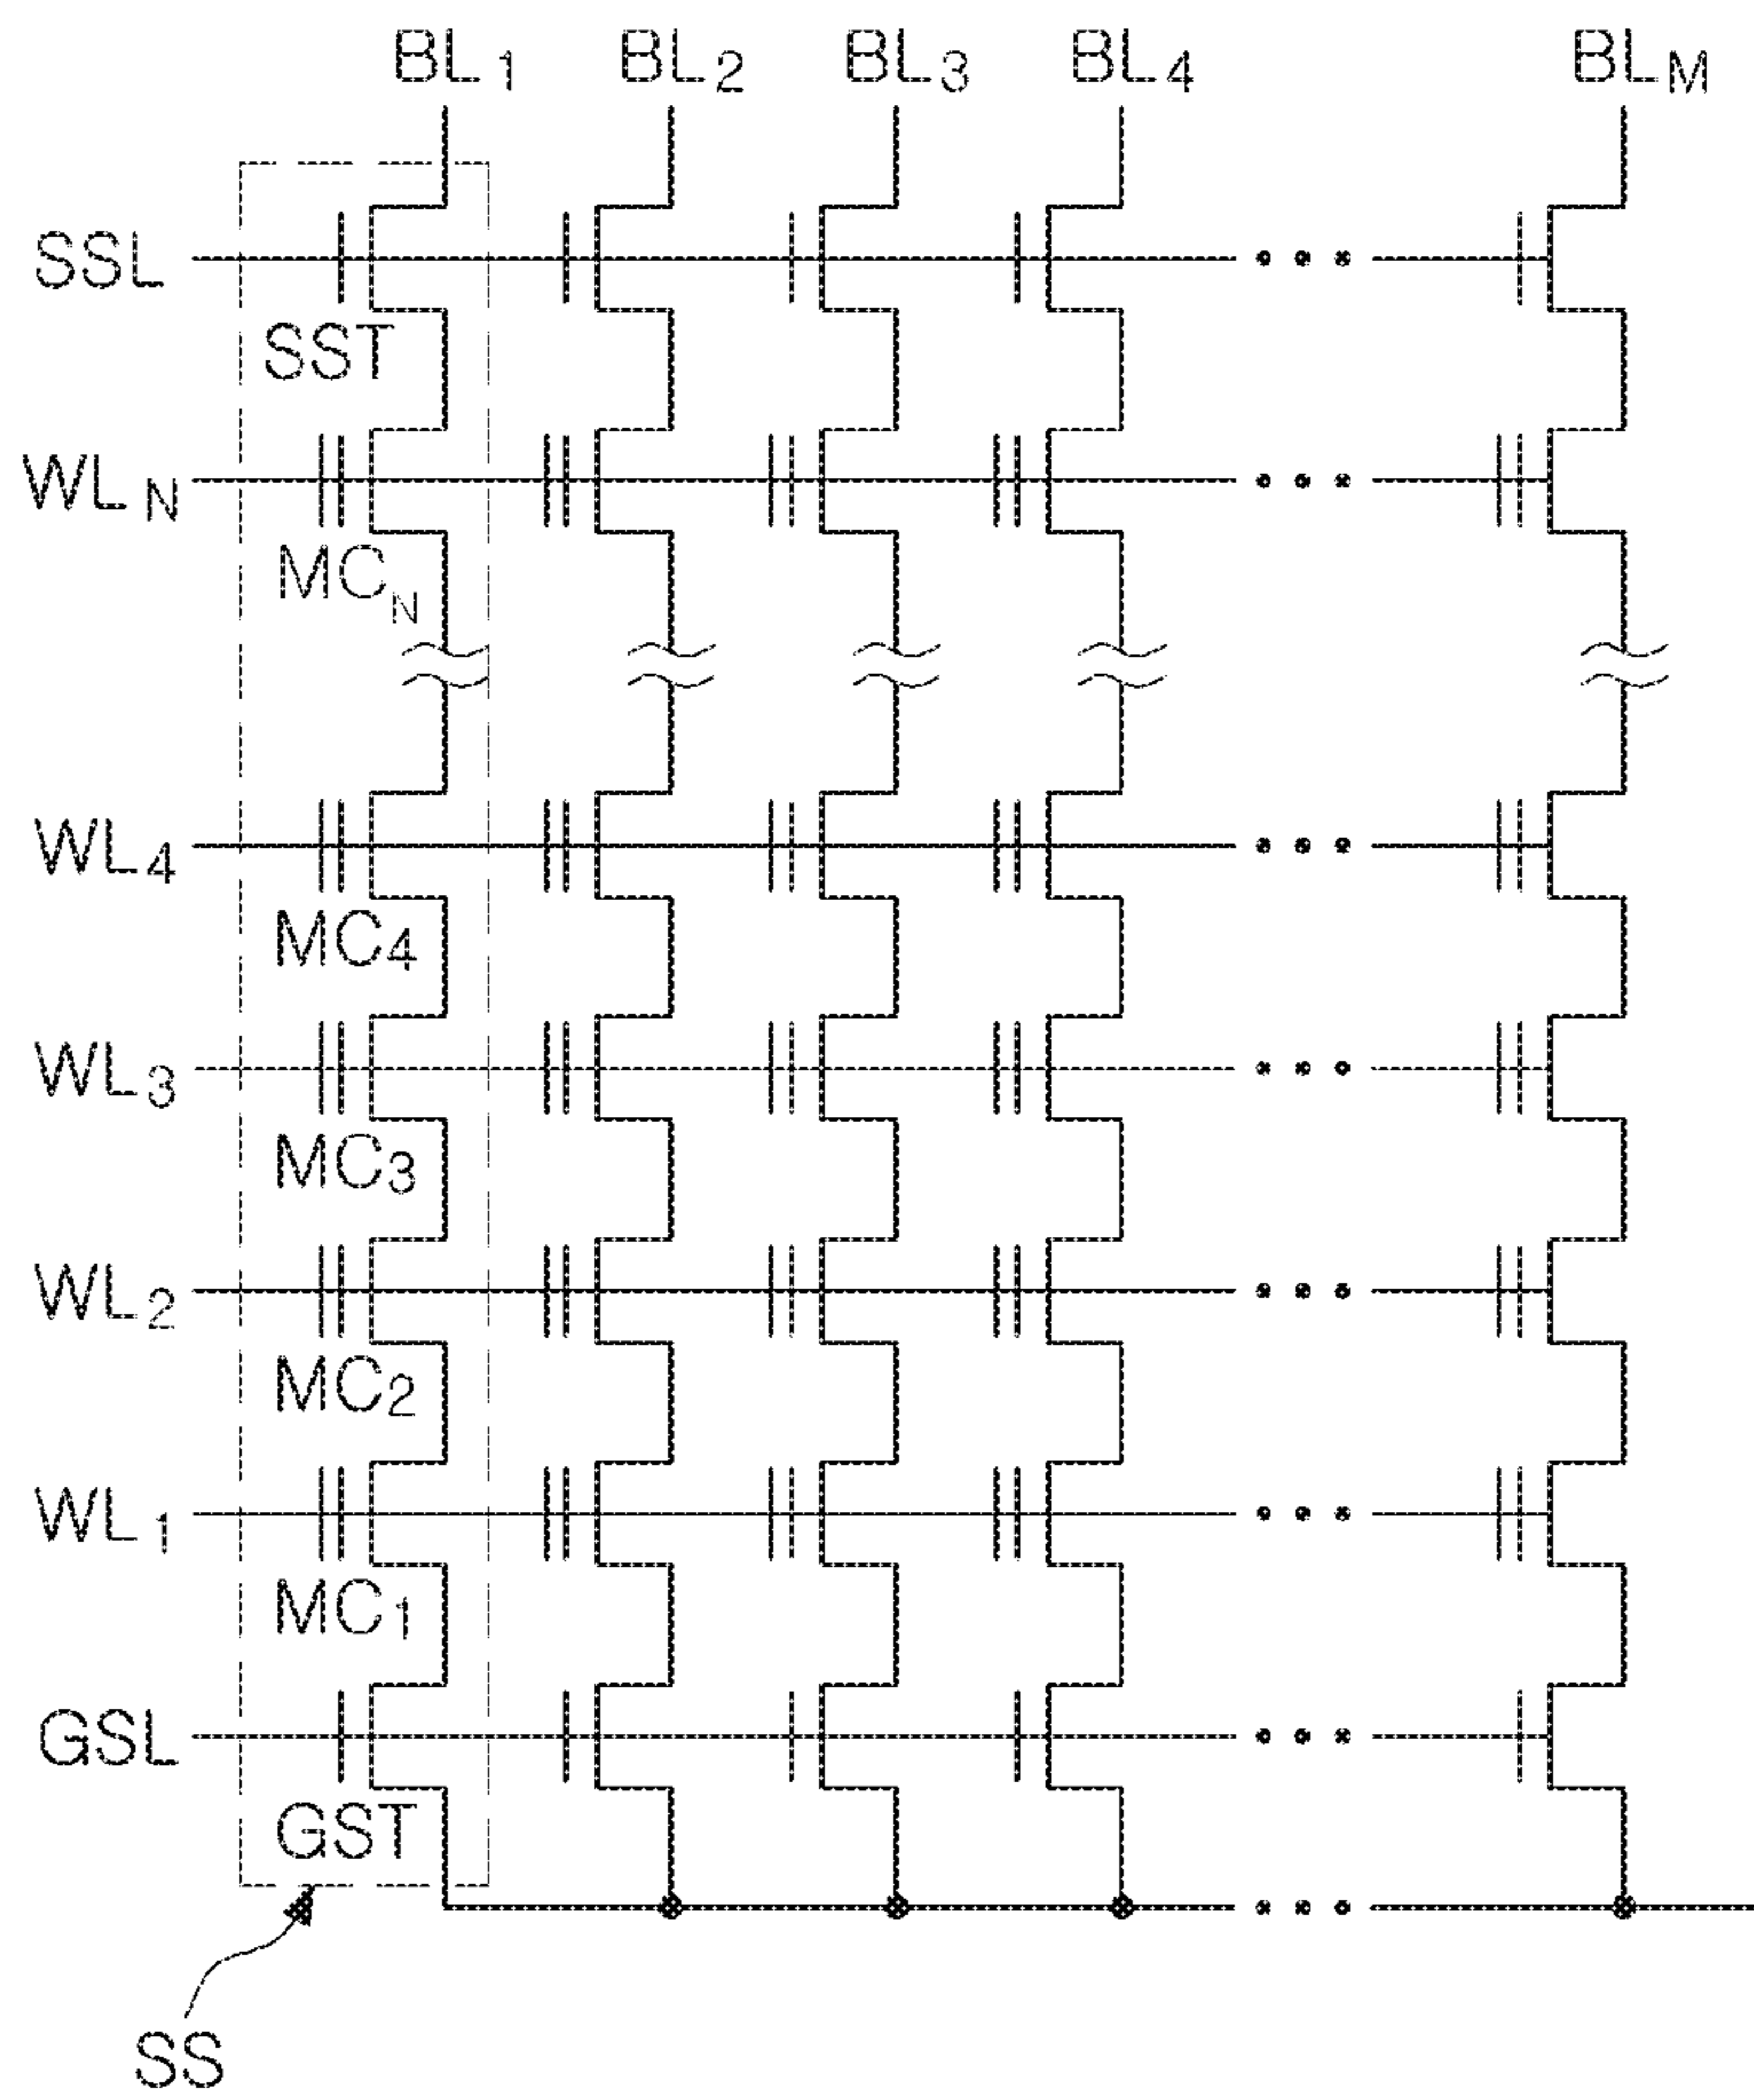 BL1 BL2 BL3 BL4 BLM
SSL
SST
WLN
MCN
WL4
MC4
WL3
MC3
WL2
MC2
WL1
MC1
GSL
GST
SS